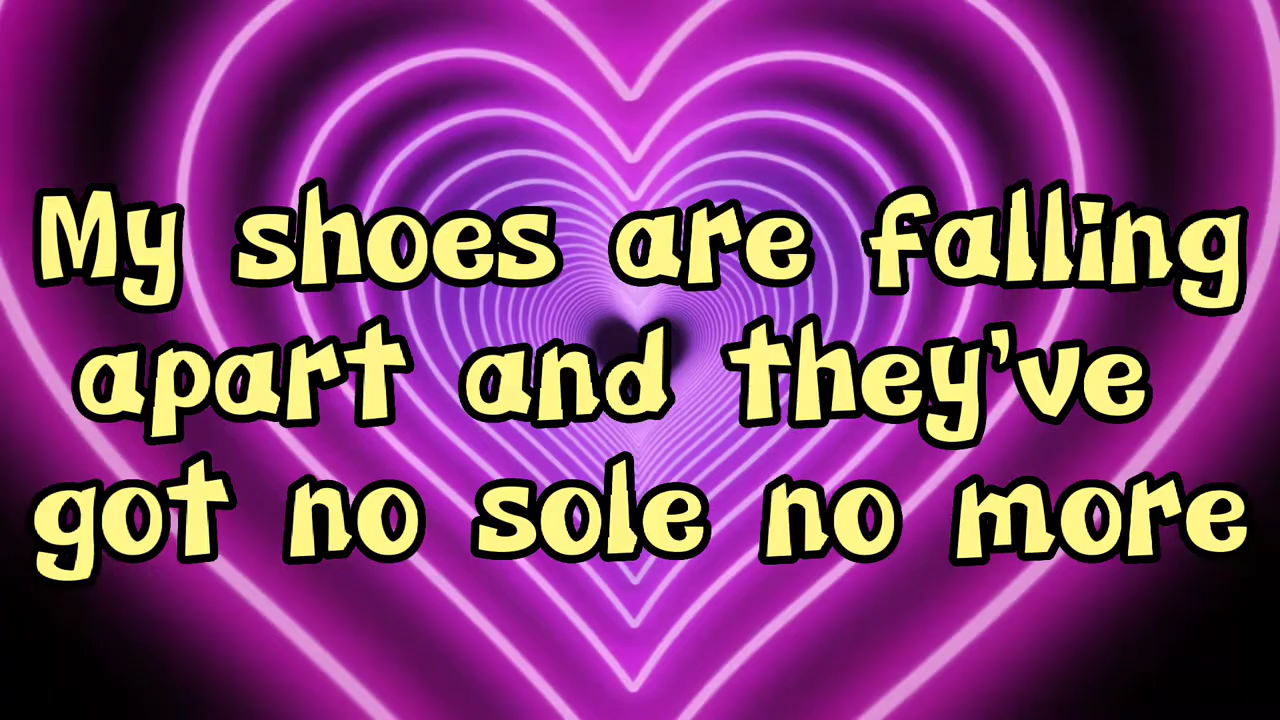 My shoes are falling
apart and they've
got no sole no more